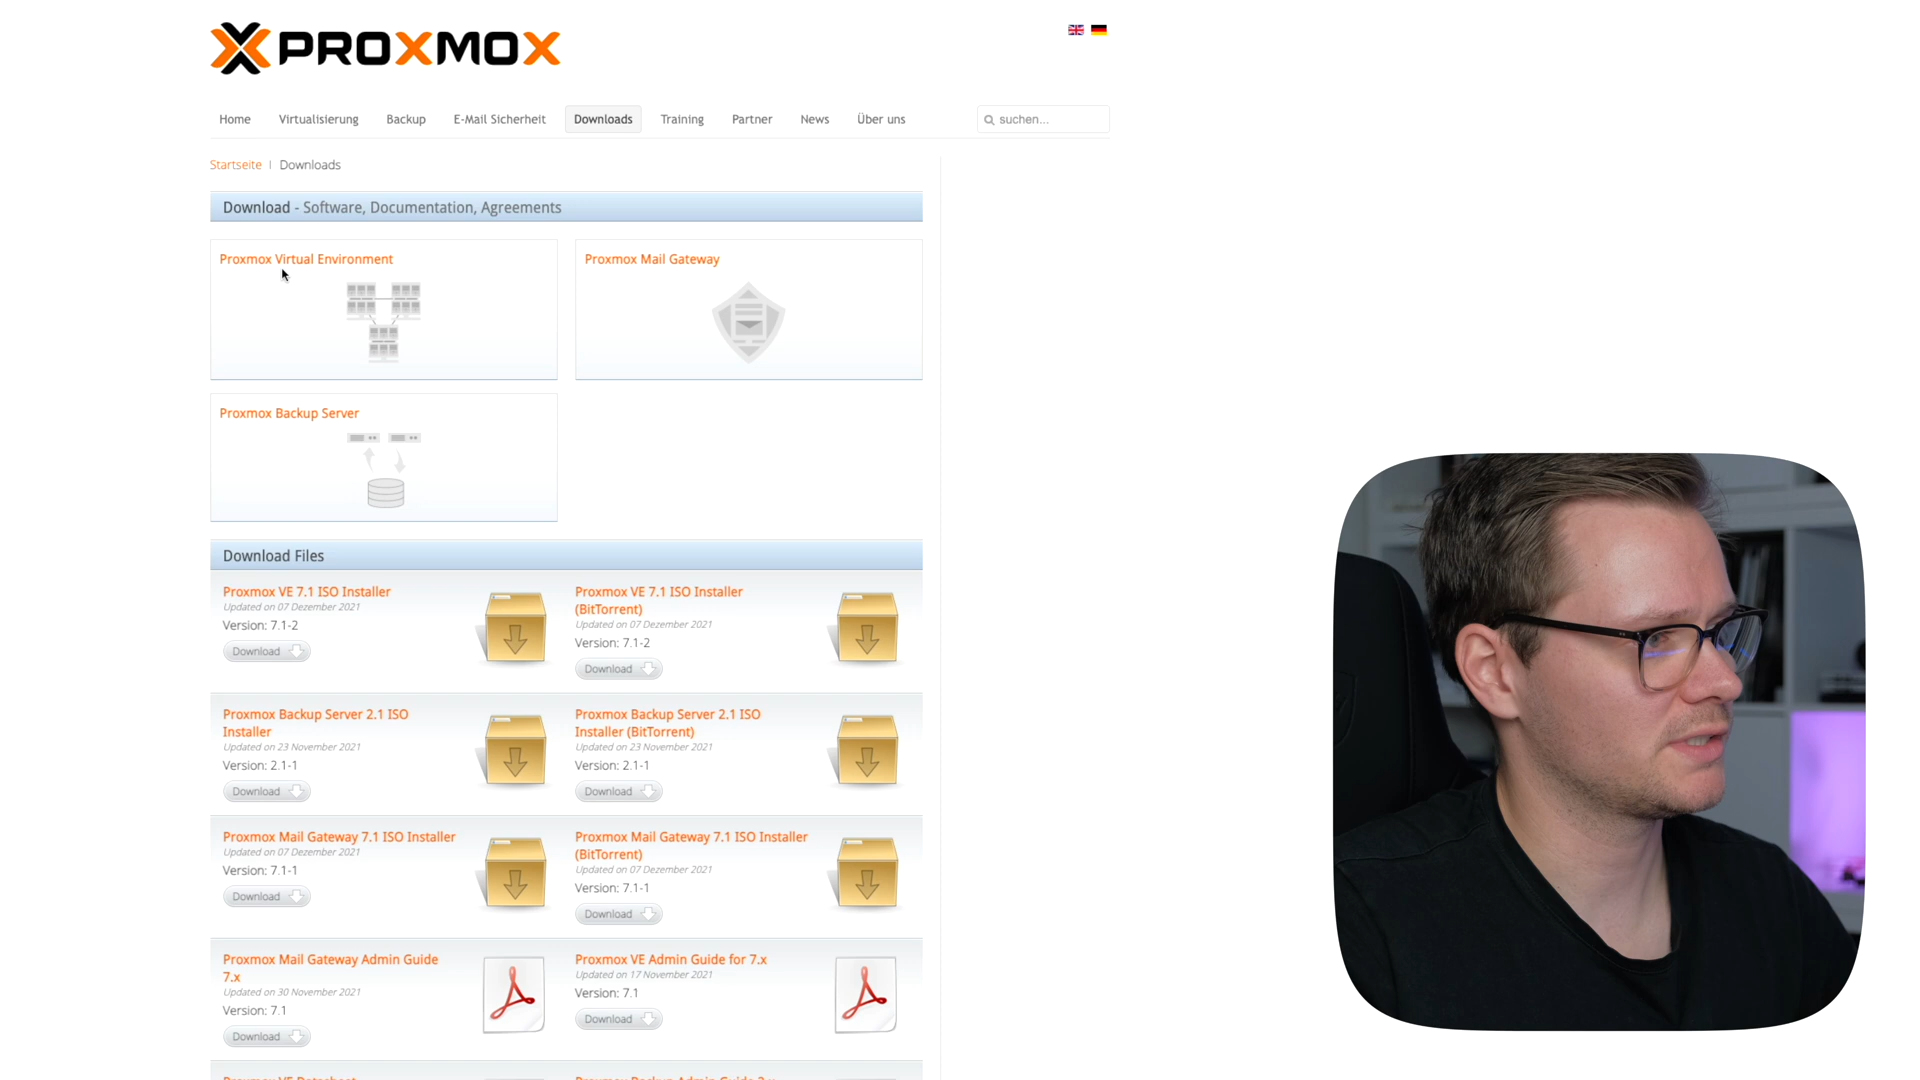 PROXMOX
Home Virtualisierung Backup E-Mail Sicherheit Downloads Training Partner News Über uns suchen...
Startseite | Downloads
Download - Software, Documentation, Agreements
Proxmox Virtual Environment
Proxmox Mail Gateway
Proxmox Backup Server
Download Files
Proxmox VE 7.1 ISO Installer
Updated on 07 Dezember 2021
Version: 7.1-2
Download
Proxmox VE 7.1 ISO Installer
(BitTorrent)
Updated on 07 Dezember 2021
Version: 7.1-2
Download
Proxmox Backup Server 2.1 ISO
Installer
Updated on 23 November 2021
Version: 2.1-1
Download
Proxmox Backup Server 2.1 ISO
Installer (BitTorrent)
Updated on 23 November 2021
Version: 2.1-1
Download
Proxmox Mail Gateway 7.1 ISO Installer
Updated on 07 Dezember 2021
Version: 7.1-1
Download
Proxmox Mail Gateway 7.1 ISO Installer
(BitTorrent)
Updated on 07 Dezember 2021
Version: 7.1-1
Download
Proxmox Mail Gateway Admin Guide
7.x
Updated on 30 November 2021
Version: 7.1
Download
Proxmox VE Admin Guide for 7.x
Updated on 17 November 2021
Version: 7.1
Download